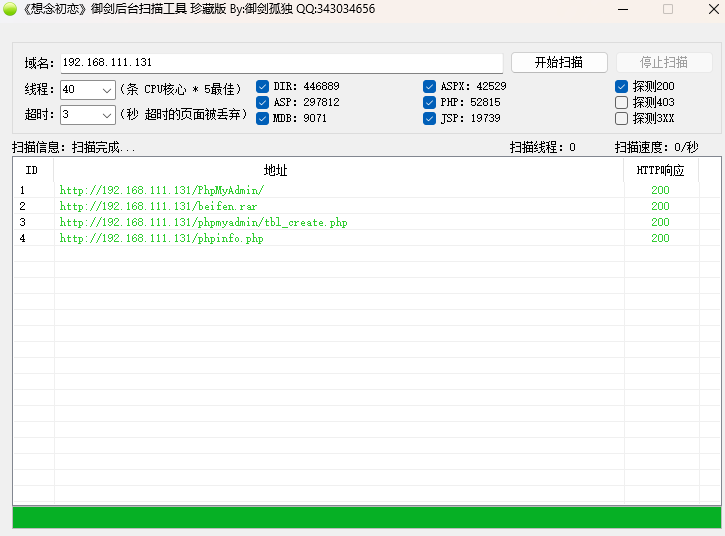 《想念初恋》御剑后台扫描工具 珍藏版 By:御剑孤独 QQ:343034656
域名: 192.168.111.131 开始扫描 停止扫描
线程: 40 (条 CPU核心 * 5最佳) DIR: 446889 ASPX: 42529 探测200
超时: 3 (秒 超时的页面被丢弃) ASP: 297812 PHP: 52815 探测403
MDB: 9071 JSP: 19739 探测3XX
扫描信息: 扫描完成... 扫描线程: 0 扫描速度: 0/秒
ID 地址 HTTP响应
1 http://192.168.111.131/PhpMyAdmin/ 200
2 http://192.168.111.131/beifen.rar 200
3 http://192.168.111.131/phpmyadmin/tbl_create.php 200
4 http://192.168.111.131/phpinfo.php 200